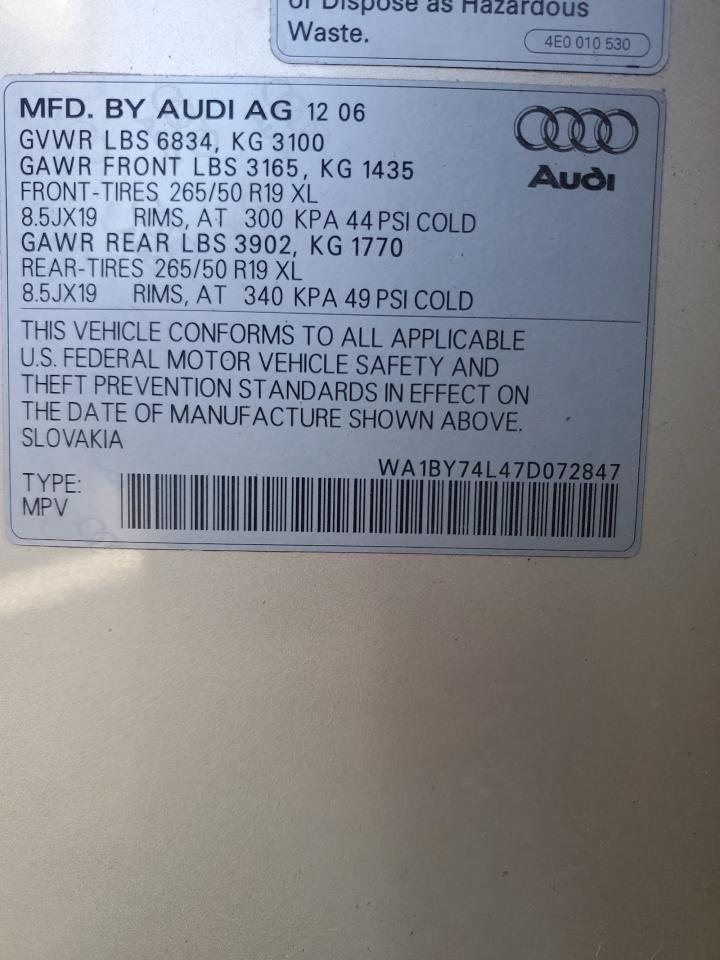 or Dispose as Hazardous
Waste.
4E0 010 530
MFD. BY AUDI AG 12 06
GVWR LBS 6834, KG 3100
GAWR FRONT LBS 3165, KG 1435
FRONT-TIRES 265/50 R19 XL
8.5JX19 RIMS, AT 300 KPA 44 PSI COLD
GAWR REAR LBS 3902, KG 1770
REAR-TIRES 265/50 R19 XL
8.5JX19 RIMS, AT 340 KPA 49 PSI COLD
Audi
THIS VEHICLE CONFORMS TO ALL APPLICABLE
U.S. FEDERAL MOTOR VEHICLE SAFETY AND
THEFT PREVENTION STANDARDS IN EFFECT ON
THE DATE OF MANUFACTURE SHOWN ABOVE.
SLOVAKIA
WA1BY74L47D072847
TYPE:
MPV